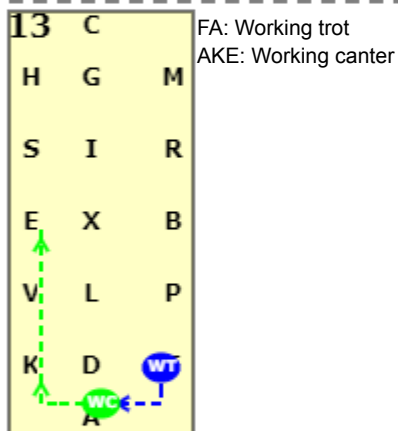 13 C
FA: Working trot
AKE: Working canter
H G M
S I R
E X B
V L P
K D WT
WC
A